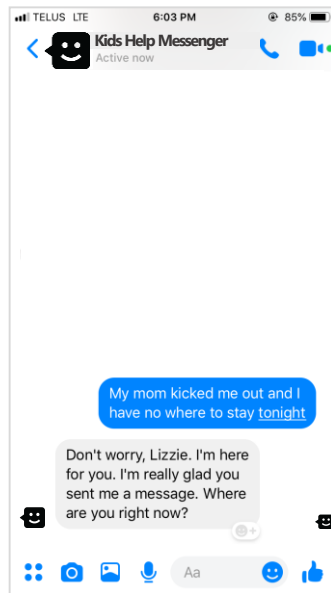 TELUS LTE 6:03 PM 85%
Kids Help Messenger
Active now
My mom kicked me out and I
have no where to stay tonight
Don't worry, Lizzie. I'm here
for you. I'm really glad you
sent me a message. Where
are you right now?
Aa